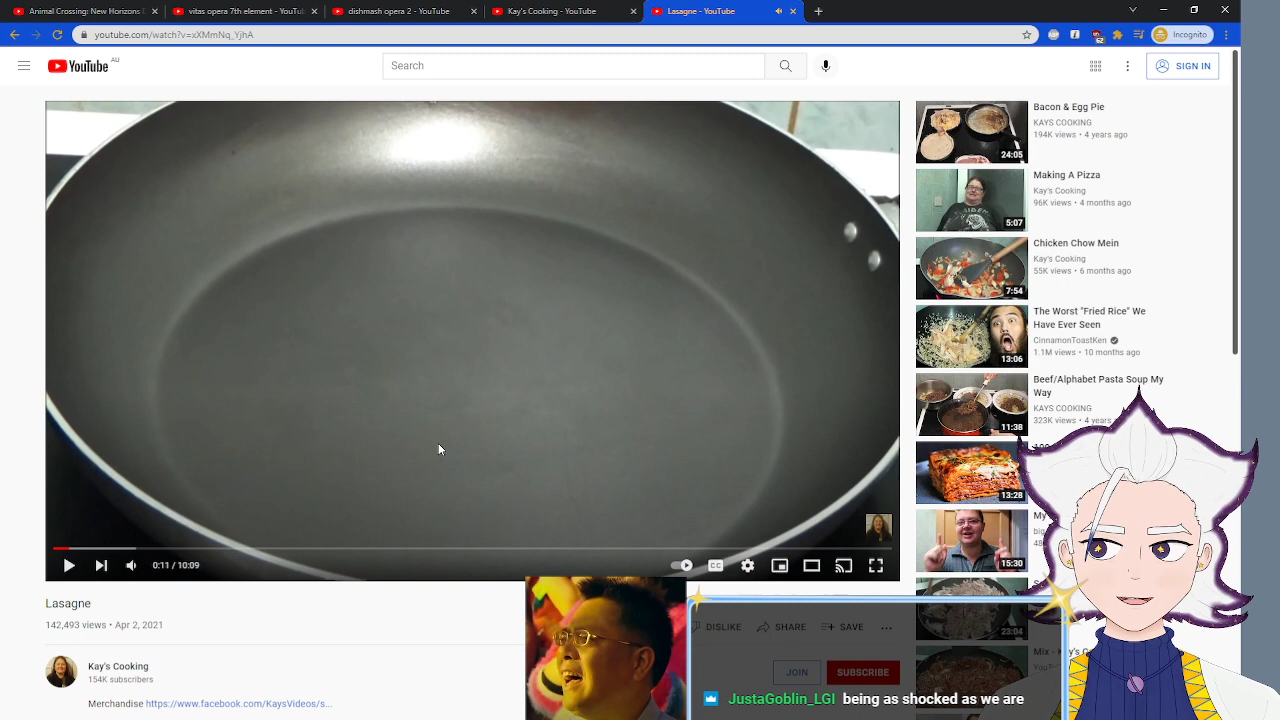 Animal Crossing New Horizons D
vitas opera 7th element - YouTub
dishmash opera 2 - YouTube
Kay's Cooking - YouTube
Lasagne - YouTube
youtube.com/watch?v=xXMmNq_YjhA
Incognito
YouTube AU
Search
SIGN IN
Bacon & Egg Pie
KAYS COOKING
194K views • 4 years ago
24:05
Making A Pizza
Kay's Cooking
96K views • 4 months ago
5:07
Chicken Chow Mein
Kay's Cooking
55K views • 6 months ago
7:54
The Worst "Fried Rice" We
Have Ever Seen
CinnamonToastKen
1.1M views • 10 months ago
13:06
Beef/Alphabet Pasta Soup My
Way
KAYS COOKING
323K views • 4 years
11:38
13:28
My
big
48
15:30
23:04
Mix - Kay's C
YouT
0:11 / 10:09
CC
Lasagne
142,493 views • Apr 2, 2021
DISLIKE
SHARE
SAVE
Kay's Cooking
154K subscribers
JOIN
SUBSCRIBE
Merchandise https://www.facebook.com/KaysVideos/s...
JustaGoblin_LGI being as shocked as we are